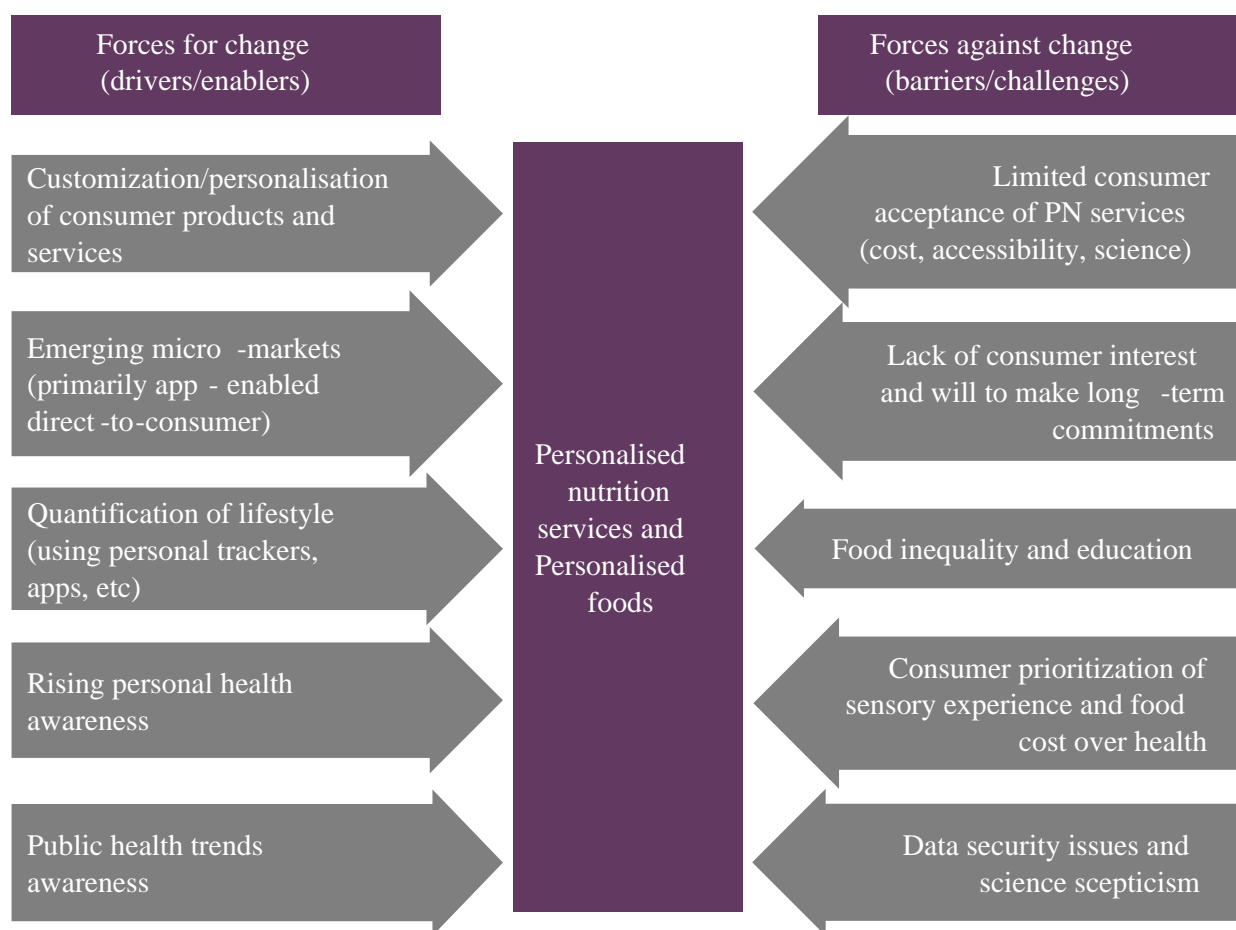 Forces for change
(drivers/enablers)
Forces against change
(barriers/challenges)
Customization/personalisation
of consumer products and
services
Emerging micro -markets
(primarily app - enabled
direct -to-consumer)
Quantification of lifestyle
(using personal trackers,
apps, etc)
Rising personal health
awareness
Public health trends
awareness
Personalised
nutrition
services and
Personalised
foods
Limited consumer
acceptance of PN services
(cost, accessibility, science)
Lack of consumer interest
and will to make long -term
commitments
Food inequality and education
Consumer prioritization of
sensory experience and food
cost over health
Data security issues and
science scepticism